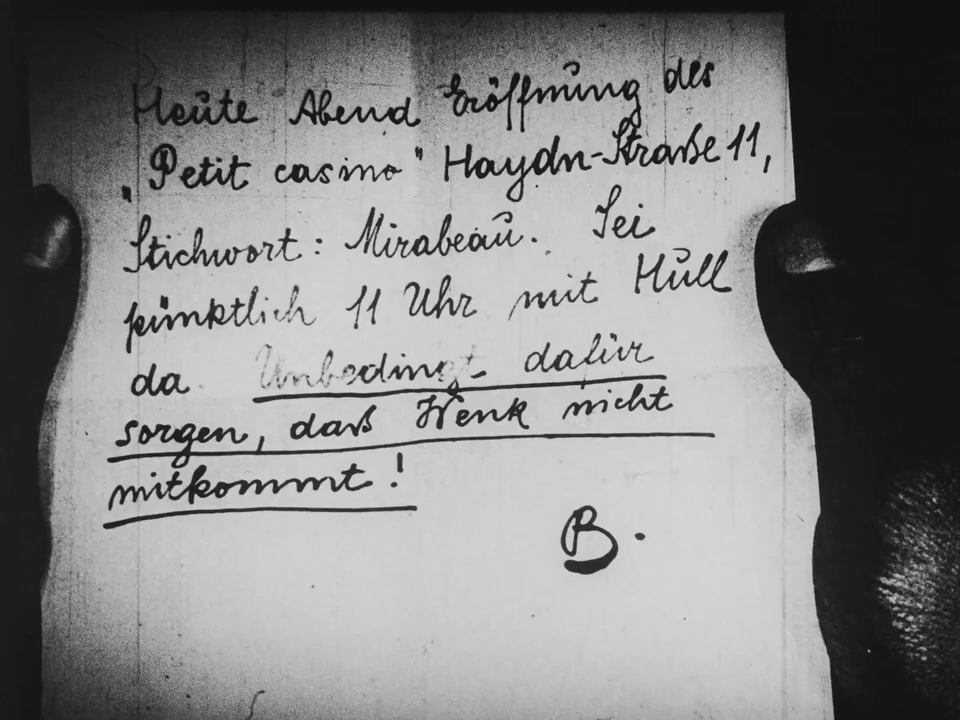 Heute Abend Eröffnung des
„Petit casino" Haydn-Straße 11,
Stichwort: Mirabeau. Sei
pünktlich 11 Uhr mit Hull
da Unbedingt dafür
sorgen, daß Wenk nicht
mitkommt!
B.